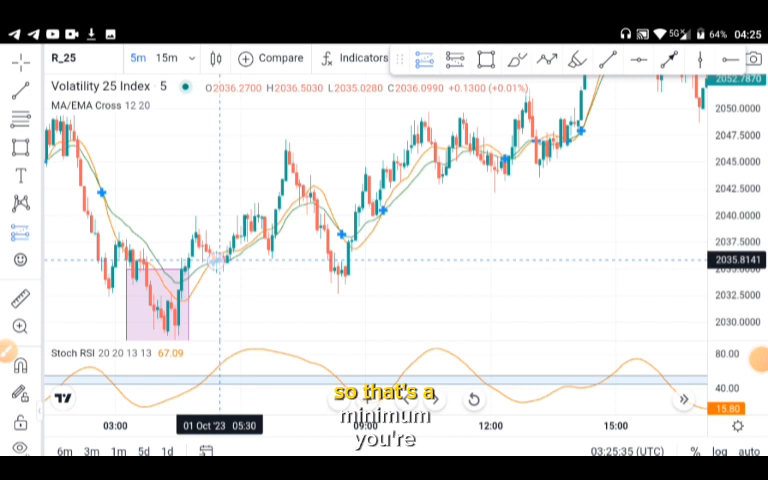 5G 64% 04:25
R_25 5m 15m Compare Indicators
Volatility 25 Index · 5 O2036.2700 H2036.5030 L2035.0280 C2036.0990 +0.1300 (+0.01%)
MA/EMA Cross 12 20
2052.7870
2050.0000
2047.5000
2045.0000
2042.5000
2040.0000
2037.5000
2035.8141
2032.5000
2030.0000
Stoch RSI 20 20 13 13 67.09
80.00
40.00
15.80
so that's a
minimum
you're
03:00 01 Oct '23 05:30 09:00 12:00 15:00
6m 3m 1m 5d 1d 03:25:35 (UTC) % log auto